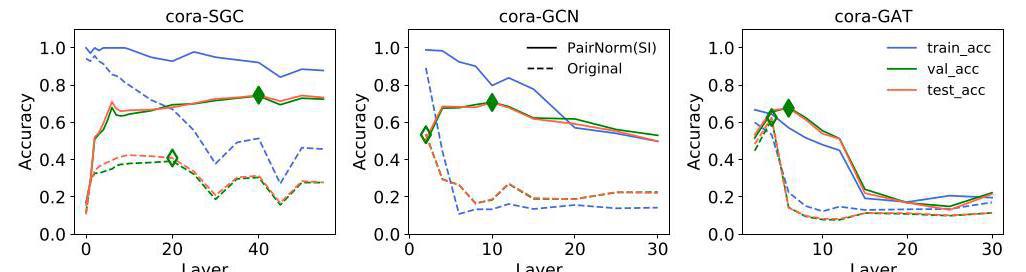 cora-SGC
Accuracy
1.0
0.8
0.6
0.4
0.2
0.0
0
20
40
Layer
cora-GCN
Accuracy
1.0
0.8
0.6
0.4
0.2
0.0
0
10
20
30
Layer
PairNorm(SI)
Original
cora-GAT
Accuracy
1.0
0.8
0.6
0.4
0.2
0.0
10
20
30
Layer
train_acc
val_acc
test_acc